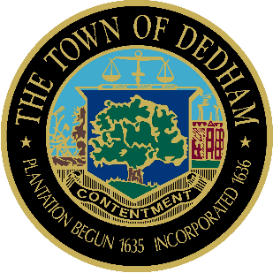 THE TOWN OF DEDHAM
CONTENTMENT
PLANTATION BEGUN 1635 INCORPORATED 1636